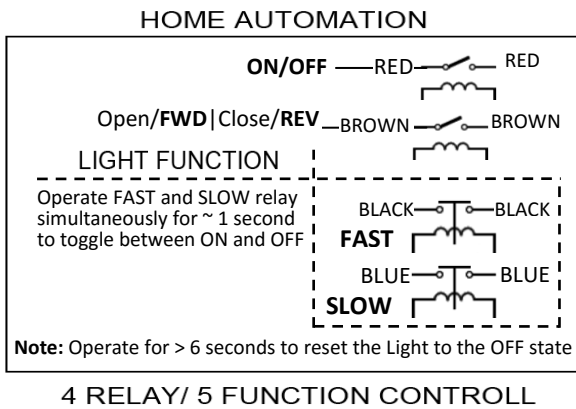 HOME AUTOMATION
ON/OFF RED RED
Open/FWD|Close/REV BROWN BROWN
LIGHT FUNCTION
Operate FAST and SLOW relay
simultaneously for ~ 1 second
to toggle between ON and OFF
BLACK BLACK
FAST
BLUE BLUE
SLOW
Note: Operate for > 6 seconds to reset the Light to the OFF state
4 RELAY/ 5 FUNCTION CONTROLL